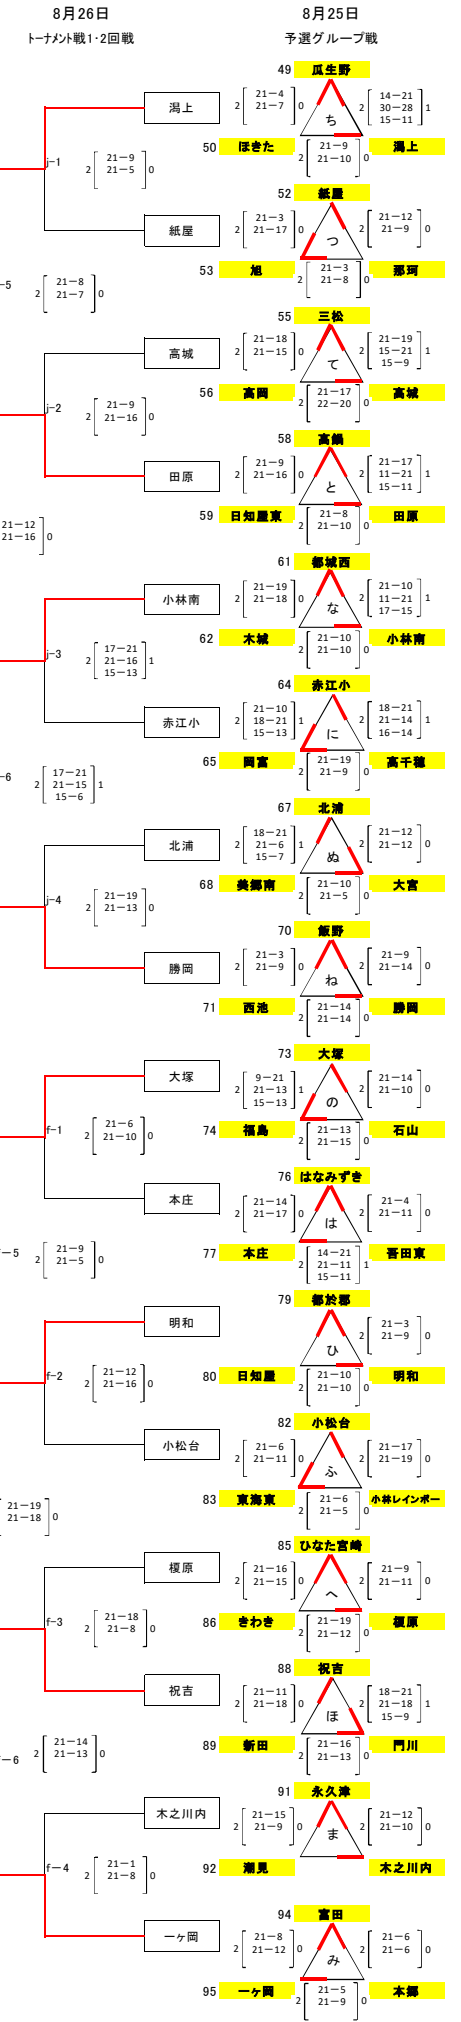 8月26日
8月25日
トーナメント戦1・2回戦
予選グループ戦
49 瓜生野
潟上
2 21－4 0
21－7
2 14－21 1
30－28
15－11
ち
50 ほきた
潟上
2 21－9 0
21－10
j-1
2 21－9 0
21－5
52 紙屋
紙屋
2 21－3 0
21－17
2 21－12 0
21－9
つ
53 旭
那珂
2 21－3 0
21－8
-5
2 21－8 0
21－7
55 三松
高城
2 21－18 0
21－15
2 21－19 1
15－21
15－9
て
56 高岡
高城
2 21－17 0
22－20
j-2
2 21－9 0
21－16
58 高鍋
田原
2 21－9 0
21－16
2 21－17 1
11－21
15－11
と
59 日知屋東
田原
2 21－8 0
21－10
21－12 0
21－16
61 都城西
小林南
2 21－19 0
21－18
2 21－10 1
11－21
17－15
な
62 木城
小林南
2 21－10 0
21－10
j-3
2 17－21 1
21－16
15－13
64 赤江小
赤江小
2 21－10 1
18－21
15－13
2 18－21 1
21－14
16－14
に
65 岡富
高千穂
2 21－19 0
21－9
-6
2 17－21 1
21－15
15－6
67 北浦
北浦
2 18－21 1
21－6
15－7
2 21－12 0
21－12
ぬ
68 美郷南
大宮
2 21－10 0
21－5
j-4
2 21－19 0
21－13
70 飯野
勝岡
2 21－3 0
21－9
2 21－9 0
21－14
ね
71 西池
勝岡
2 21－14 0
21－14
73 大塚
大塚
2 9－21 1
21－13
15－13
2 21－14 0
21－10
の
74 福島
石山
2 21－13 0
21－15
f-1
2 21－6 0
21－10
76 はなみずき
本庄
2 21－14 0
21－17
2 21－4 0
21－11
は
77 本庄
吾田東
2 14－21 1
21－11
15－11
－5
2 21－9 0
21－5
79 都於郡
明和
2 21－3 0
21－9
ひ
80 日知屋
明和
2 21－10 0
21－10
f-2
2 21－12 0
21－16
82 小松台
小松台
2 21－6 0
21－11
2 21－17 0
21－19
ふ
83 東海東
小林レインボー
2 21－6 0
21－5
21－19 0
21－18
85 ひなた宮崎
榎原
2 21－16 0
21－15
2 21－9 0
21－11
へ
86 きわき
榎原
2 21－19 0
21－12
f-3
2 21－18 0
21－8
88 祝吉
祝吉
2 21－11 0
21－18
2 18－21 1
21－18
15－9
ほ
89 新田
門川
2 21－16 0
21－13
－6
2 21－14 0
21－13
91 永久津
木之川内
2 21－15 0
21－9
2 21－12 0
21－10
ま
92 潮見
木之川内
f－4
2 21－1 0
21－8
94 富田
一ヶ岡
2 21－8 0
21－12
2 21－6 0
21－6
み
95 一ヶ岡
本郷
2 21－5 0
21－9